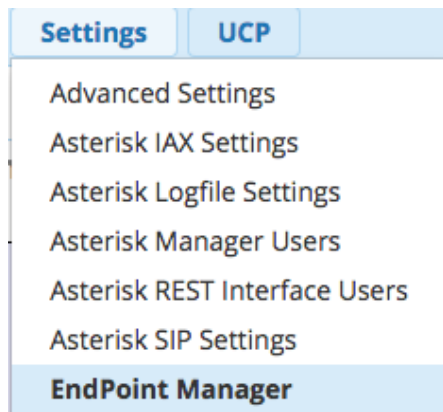 Settings UCP
Advanced Settings
Asterisk IAX Settings
Asterisk Logfile Settings
Asterisk Manager Users
Asterisk REST Interface Users
Asterisk SIP Settings
EndPoint Manager